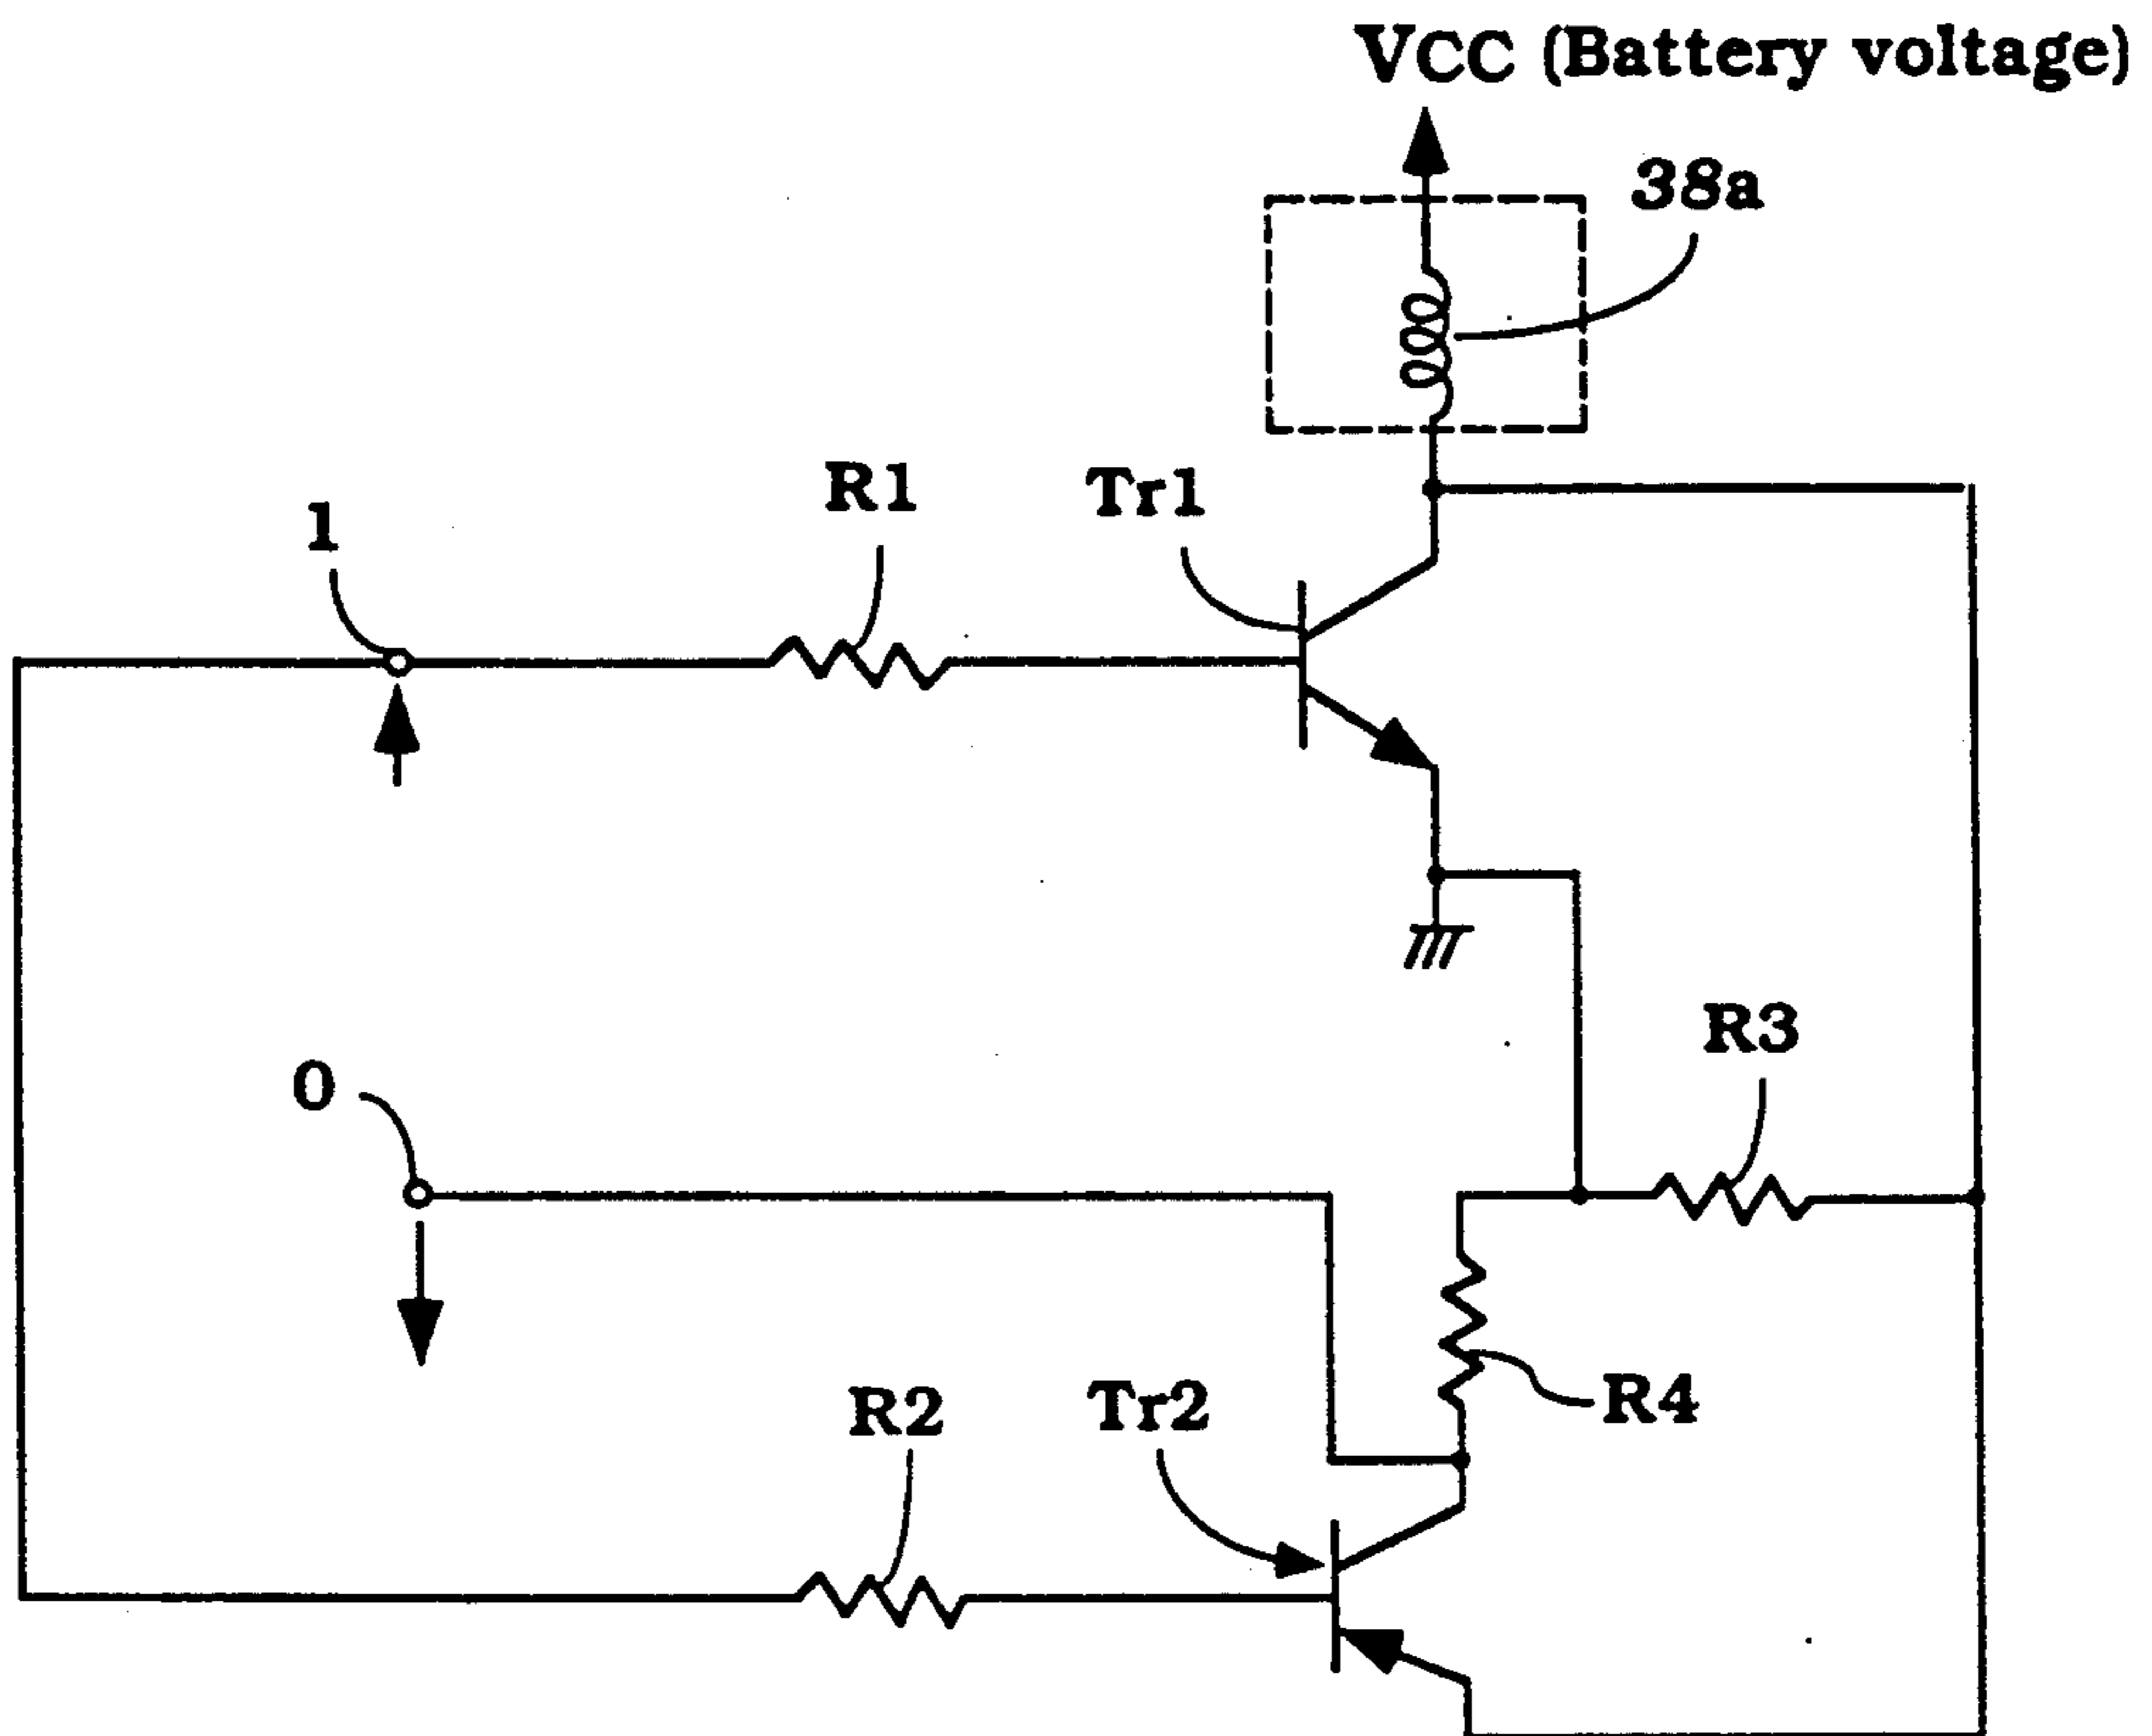 VCC (Battery voltage)
38a
R1
Tr1
1
R3
0
R4
R2
Tr2